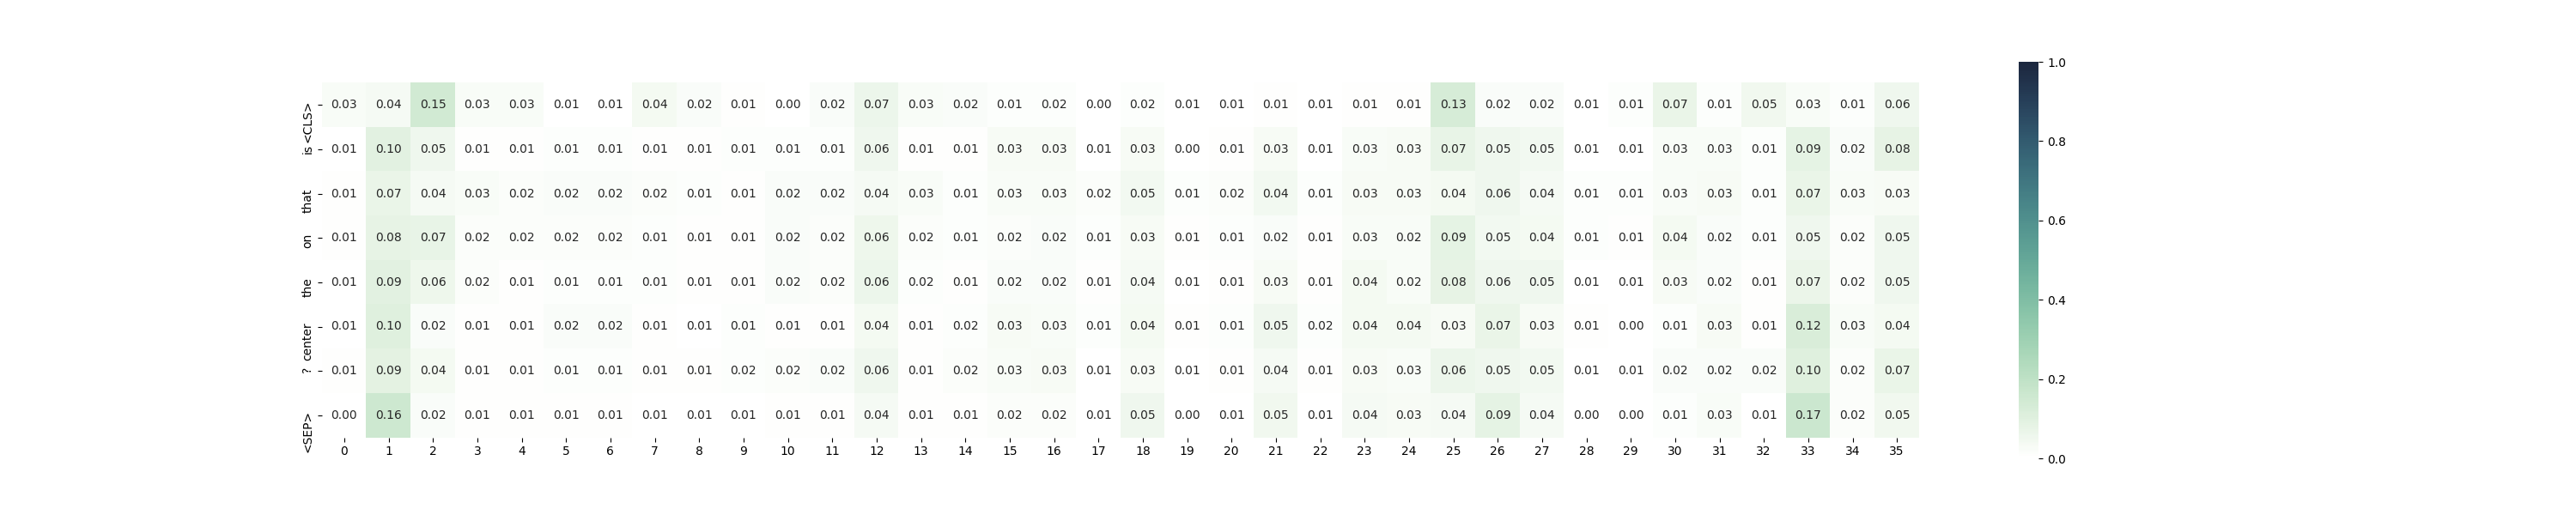 <CLS> 0.03 0.04 0.15 0.03 0.03 0.01 0.01 0.04 0.02 0.01 0.00 0.02 0.07 0.03 0.02 0.01 0.02 0.00 0.02 0.01 0.01 0.01 0.01 0.01 0.01 0.13 0.02 0.02 0.01 0.01 0.07 0.01 0.05 0.03 0.01 0.06
is 0.01 0.10 0.05 0.01 0.01 0.01 0.01 0.01 0.01 0.01 0.01 0.01 0.06 0.01 0.01 0.03 0.03 0.01 0.03 0.00 0.01 0.03 0.01 0.03 0.03 0.07 0.05 0.05 0.01 0.01 0.03 0.03 0.01 0.09 0.02 0.08
that 0.01 0.07 0.04 0.03 0.02 0.02 0.02 0.02 0.01 0.01 0.02 0.02 0.04 0.03 0.01 0.03 0.03 0.02 0.05 0.01 0.02 0.04 0.01 0.03 0.03 0.04 0.06 0.04 0.01 0.01 0.03 0.03 0.01 0.07 0.03 0.03
on 0.01 0.08 0.07 0.02 0.02 0.02 0.02 0.01 0.01 0.01 0.02 0.02 0.06 0.02 0.01 0.02 0.02 0.01 0.03 0.01 0.01 0.02 0.01 0.03 0.02 0.09 0.05 0.04 0.01 0.01 0.04 0.02 0.01 0.05 0.02 0.05
the 0.01 0.09 0.06 0.02 0.01 0.01 0.01 0.01 0.01 0.01 0.02 0.02 0.06 0.02 0.01 0.02 0.02 0.01 0.04 0.01 0.01 0.03 0.01 0.04 0.02 0.08 0.06 0.05 0.01 0.01 0.03 0.02 0.01 0.07 0.02 0.05
center 0.01 0.10 0.02 0.01 0.01 0.02 0.02 0.01 0.01 0.01 0.01 0.01 0.04 0.01 0.02 0.03 0.03 0.01 0.04 0.01 0.01 0.05 0.02 0.04 0.04 0.03 0.07 0.03 0.01 0.00 0.01 0.03 0.01 0.12 0.03 0.04
? 0.01 0.09 0.04 0.01 0.01 0.01 0.01 0.01 0.01 0.02 0.02 0.02 0.06 0.01 0.02 0.03 0.03 0.01 0.03 0.01 0.01 0.04 0.01 0.03 0.03 0.06 0.05 0.05 0.01 0.01 0.02 0.02 0.02 0.10 0.02 0.07
<SEP> 0.00 0.16 0.02 0.01 0.01 0.01 0.01 0.01 0.01 0.01 0.01 0.01 0.04 0.01 0.01 0.02 0.02 0.01 0.05 0.00 0.01 0.05 0.01 0.04 0.03 0.04 0.09 0.04 0.00 0.00 0.01 0.03 0.01 0.17 0.02 0.05
0 1 2 3 4 5 6 7 8 9 10 11 12 13 14 15 16 17 18 19 20 21 22 23 24 25 26 27 28 29 30 31 32 33 34 35
1.0
0.8
0.6
0.4
0.2
0.0